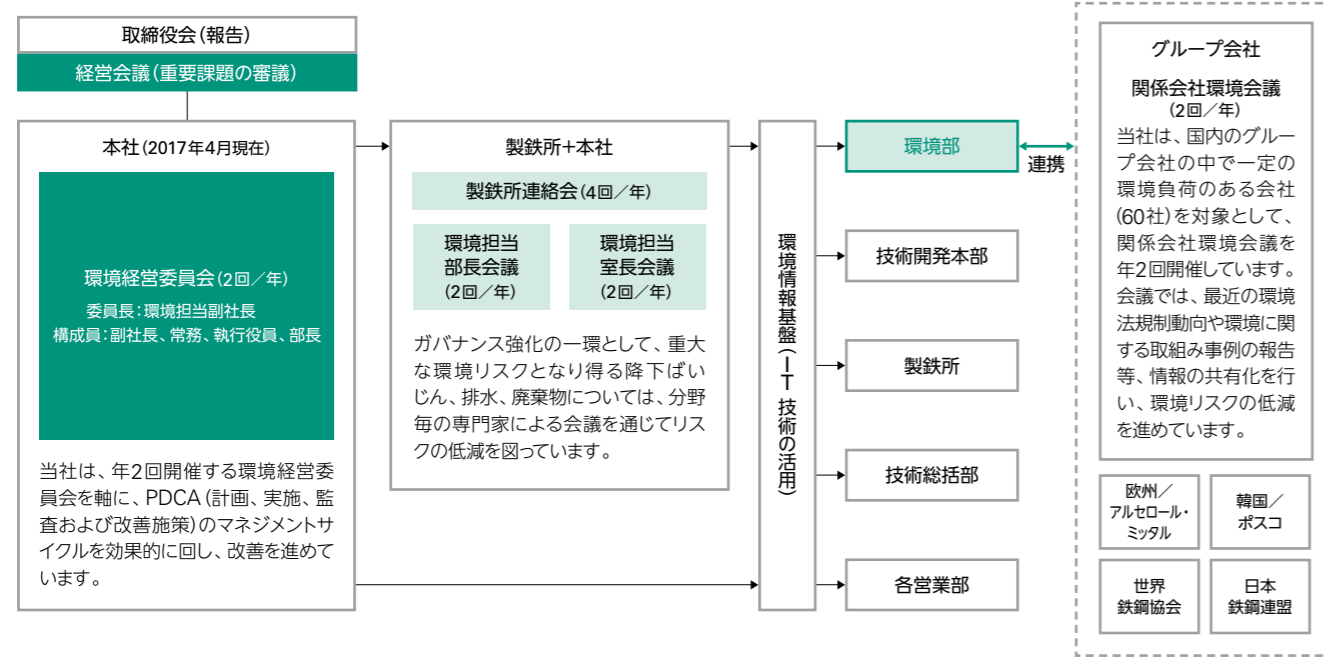 取締役会（報告）
経営会議（重要課題の審議）
本社（2017年4月現在）
環境経営委員会（2回／年）
委員長：環境担当副社長
構成員：副社長、常務、執行役員、部長
当社は、年2回開催する環境経営委
員会を軸に、PDCA（計画、実施、監
査および改善施策）のマネジメントサ
イクルを効果的に回し、改善を進めて
います。
製鉄所＋本社
製鉄所連絡会（4回／年）
環境担当
部長会議
（2回／年）
環境担当
室長会議
（2回／年）
ガバナンス強化の一環として、重大
な環境リスクとなり得る降下ばい
じん、排水、廃棄物については、分野
毎の専門家による会議を通じてリス
クの低減を図っています。
環境情報基盤（IT 技術の活用）
環境部
連携
技術開発本部
製鉄所
技術総括部
各営業部
グループ会社
関係会社環境会議
（2回／年）
当社は、国内のグルー
プ会社の中で一定の
環境負荷のある会社
（60社）を対象として、
関係会社環境会議を
年2回開催しています。
会議では、最近の環境
法規制動向や環境に関
する取組み事例の報告
等、情報の共有化を行
い、環境リスクの低減
を進めています。
欧州／
アルセロール・
ミッタル
韓国／
ポスコ
世界
鉄鋼協会
日本
鉄鋼連盟